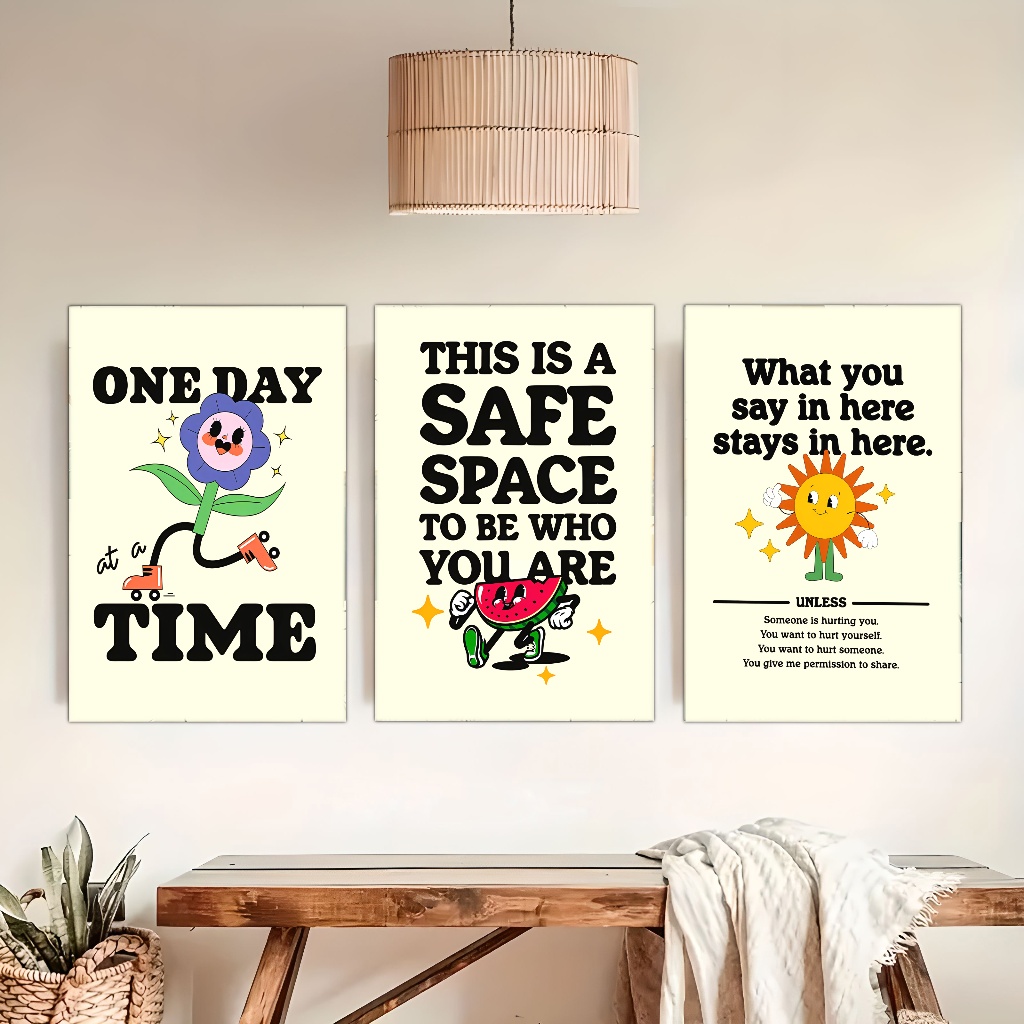 ONE DAY
at a
TIME
THIS IS A
SAFE
SPACE
TO BE WHO
YOU ARE
What you
say in here
stays in here.
UNLESS
Someone is hurting you.
You want to hurt yourself.
You want to hurt someone.
You give me permission to share.